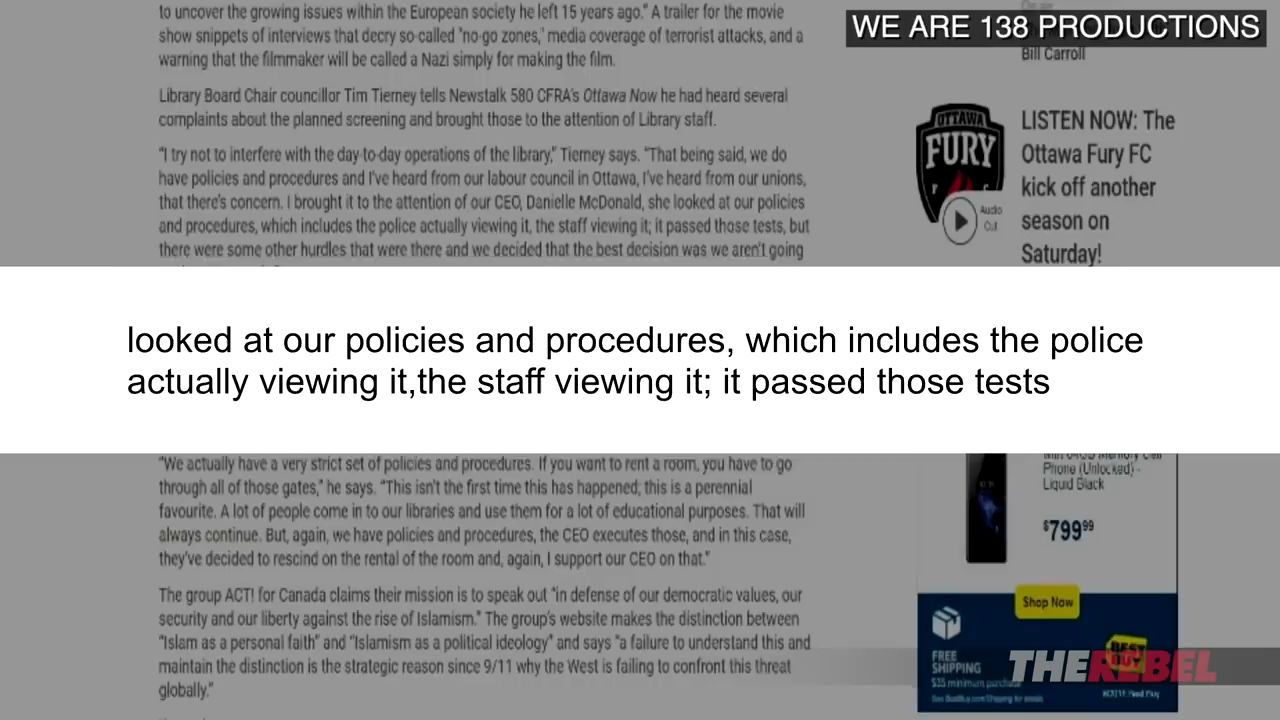 to uncover the growing issues within the European society he left 15 years ago." A trailer for the movie
show snippets of interviews that decry so-called 'no-go zones,' media coverage of terrorist attacks, and a
warning that the filmmaker will be called a Nazi simply for making the film.
Library Board Chair councillor Tim Tierney tells Newstalk 580 CFRA's Ottawa Now he had heard several
complaints about the planned screening and brought those to the attention of Library staff.
"I try not to interfere with the day-to-day operations of the library," Tierney says. "That being said, we do
have policies and procedures and I've heard from our labour council in Ottawa, I've heard from our unions,
that there's concern. I brought it to the attention of our CEO, Danielle McDonald, she looked at our policies
and procedures, which includes the police actually viewing it, the staff viewing it; it passed those tests, but
there were some other hurdles that were there and we decided that the best decision was we aren't going
looked at our policies and procedures, which includes the police
actually viewing it,the staff viewing it; it passed those tests
"We actually have a very strict set of policies and procedures. If you want to rent a room, you have to go
through all of those gates," he says. "This isn't the first time this has happened; this is a perennial
favourite. A lot of people come in to our libraries and use them for a lot of educational purposes. That will
always continue. But, again, we have policies and procedures, the CEO executes those, and in this case,
they've decided to rescind on the rental of the room and, again, I support our CEO on that."
The group ACT! for Canada claims their mission is to speak out "in defense of our democratic values, our
security and our liberty against the rise of Islamism." The group's website makes the distinction between
"Islam as a personal faith" and "Islamism as a political ideology" and says "a failure to understand this and
maintain the distinction is the strategic reason since 9/11 why the West is failing to confront this threat
globally."
WE ARE 138 PRODUCTIONS
Bill Carroll
OTTAWA
FURY
F C
Audio
Cut
LISTEN NOW: The
Ottawa Fury FC
kick off another
season on
Saturday!
Phone (Unlocked) -
Liquid Black
$799.99
Shop Now
FREE
SHIPPING
$35 minimum purchase
BEST
BUY
THE REBEL